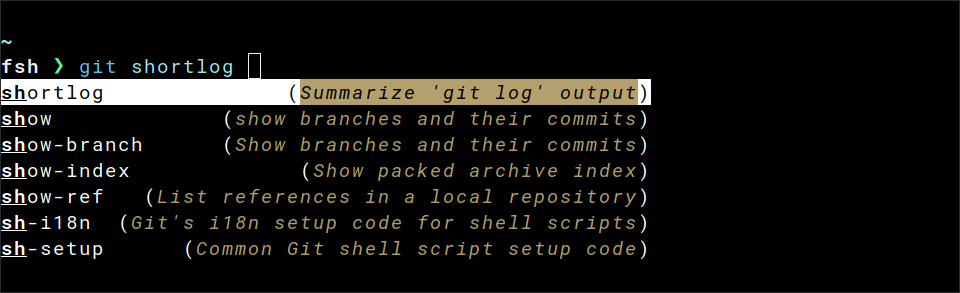 ~
fsh ❯ git shortlog
shortlog (Summarize 'git log' output)
show (show branches and their commits)
show-branch (Show branches and their commits)
show-index (Show packed archive index)
show-ref (List references in a local repository)
sh-i18n (Git's i18n setup code for shell scripts)
sh-setup (Common Git shell script setup code)